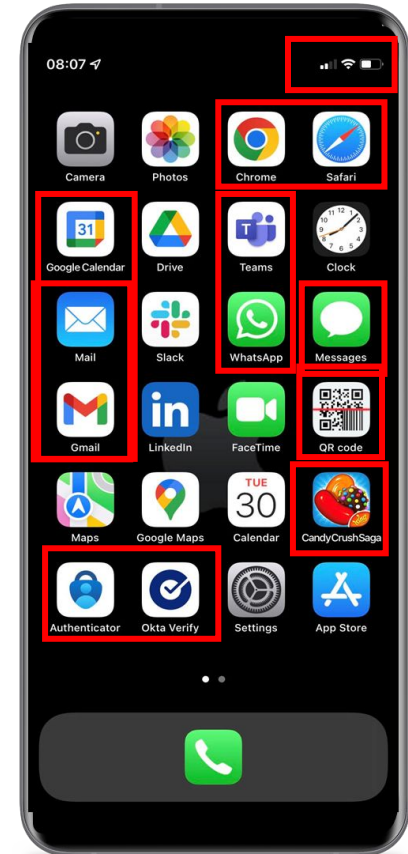 08:07
Camera Photos Chrome Safari
31
Google Calendar Drive Teams Clock
Mail Slack WhatsApp Messages
Gmail LinkedIn FaceTime QR code
TUE
30
Maps Google Maps Calendar CandyCrushSaga
Authenticator Okta Verify Settings App Store